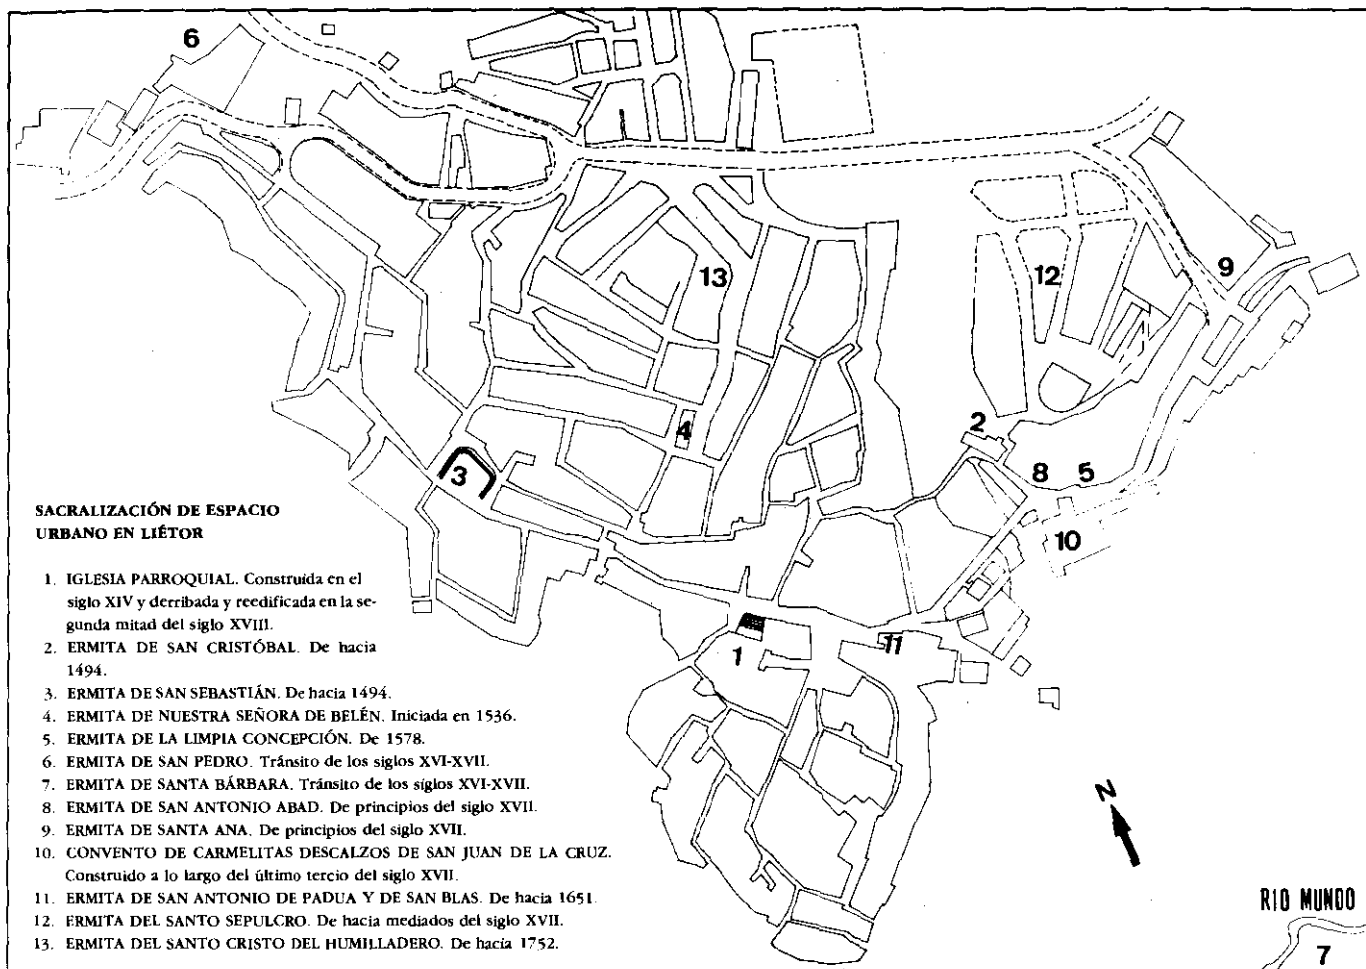 6
13
12
9
4
2
3
8
5
10
1
11
SACRALIZACIÓN DE ESPACIO
URBANO EN LIÉTOR
1. IGLESIA PARROQUIAL. Construida en el
siglo XIV y derribada y reedificada en la se-
gunda mitad del siglo XVIII.
2. ERMITA DE SAN CRISTÓBAL. De hacia
1494.
3. ERMITA DE SAN SEBASTIÁN. De hacia 1494.
4. ERMITA DE NUESTRA SEÑORA DE BELÉN. Iniciada en 1536.
5. ERMITA DE LA LIMPIA CONCEPCIÓN. De 1578.
6. ERMITA DE SAN PEDRO. Tránsito de los siglos XVI-XVII.
7. ERMITA DE SANTA BÁRBARA. Tránsito de los siglos XVI-XVII.
8. ERMITA DE SAN ANTONIO ABAD. De principios del siglo XVII.
9. ERMITA DE SANTA ANA. De principios del siglo XVII.
10. CONVENTO DE CARMELITAS DESCALZOS DE SAN JUAN DE LA CRUZ.
Construido a lo largo del último tercio del siglo XVII.
11. ERMITA DE SAN ANTONIO DE PADUA Y DE SAN BLAS. De hacia 1651.
12. ERMITA DEL SANTO SEPULCRO. De hacia mediados del siglo XVII.
13. ERMITA DEL SANTO CRISTO DEL HUMILLADERO. De hacia 1752.
N
RIO MUNDO
7